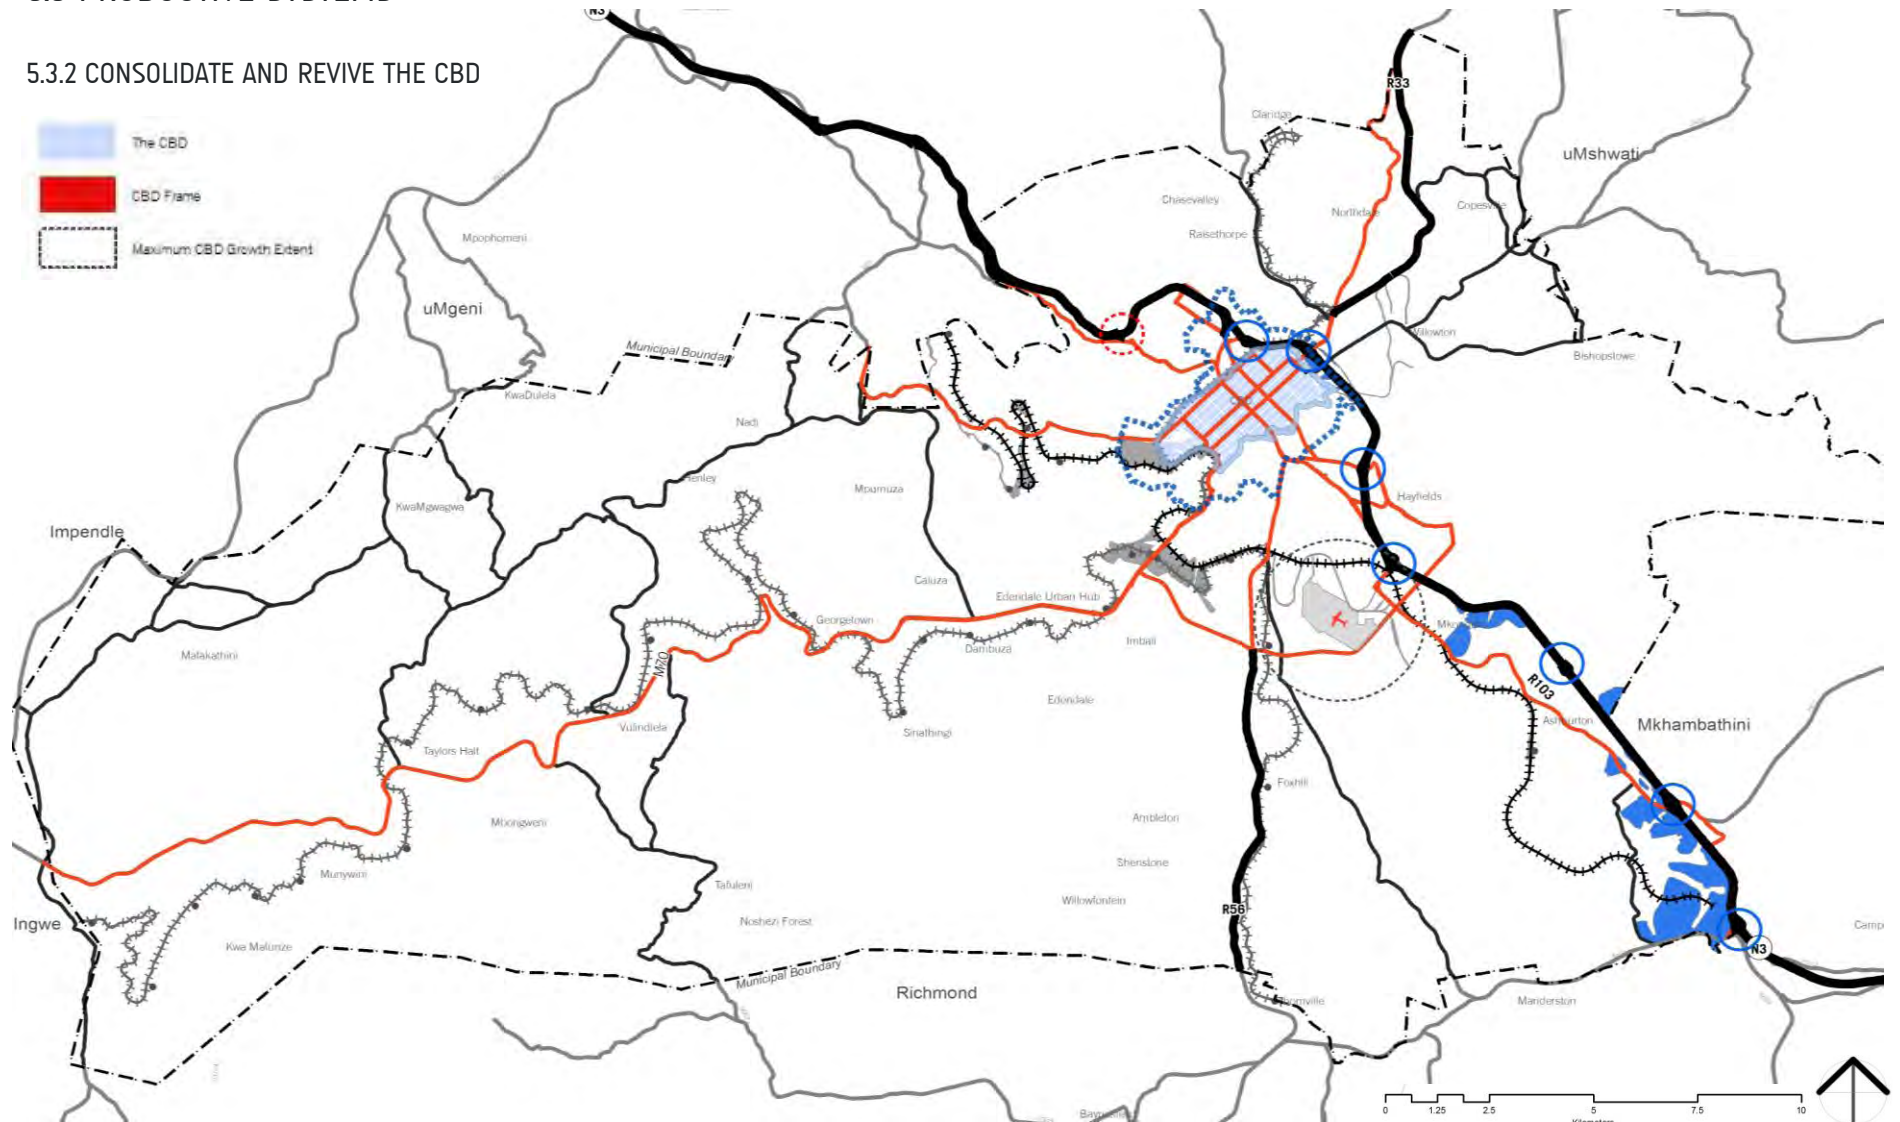 N3
5.3.2 CONSOLIDATE AND REVIVE THE CBD
The CBD
CBD Frame
Maximum CBD Growth Extent
R33
Claridge
uMshwati
Chasevalley
Raisethorpe
Northdale
Copesville
Mpophomeni
uMgeni
Municipal Boundary
Willowton
Bishopstowe
KwaDulela
Nadi
Henley
Mpumuza
KwaMgwagwa
Hayfields
Impendle
Caluza
Edendale Urban Hub
Georgetown
Dambuza
Imbali
Mafakathini
M70
R103
Edendale
Vulindlela
Sinathingi
Taylors Halt
Ashburton
Mkhambathini
Foxhill
Mbongweni
Ambleton
Shenstone
Munywini
Tafuleni
Willowfontein
R56
Noshezi Forest
Ingwe
Kwa Malunze
N3
Municipal Boundary
Richmond
Thornville
Manderston
0 1.25 2.5 5 7.5 10
Kilometers